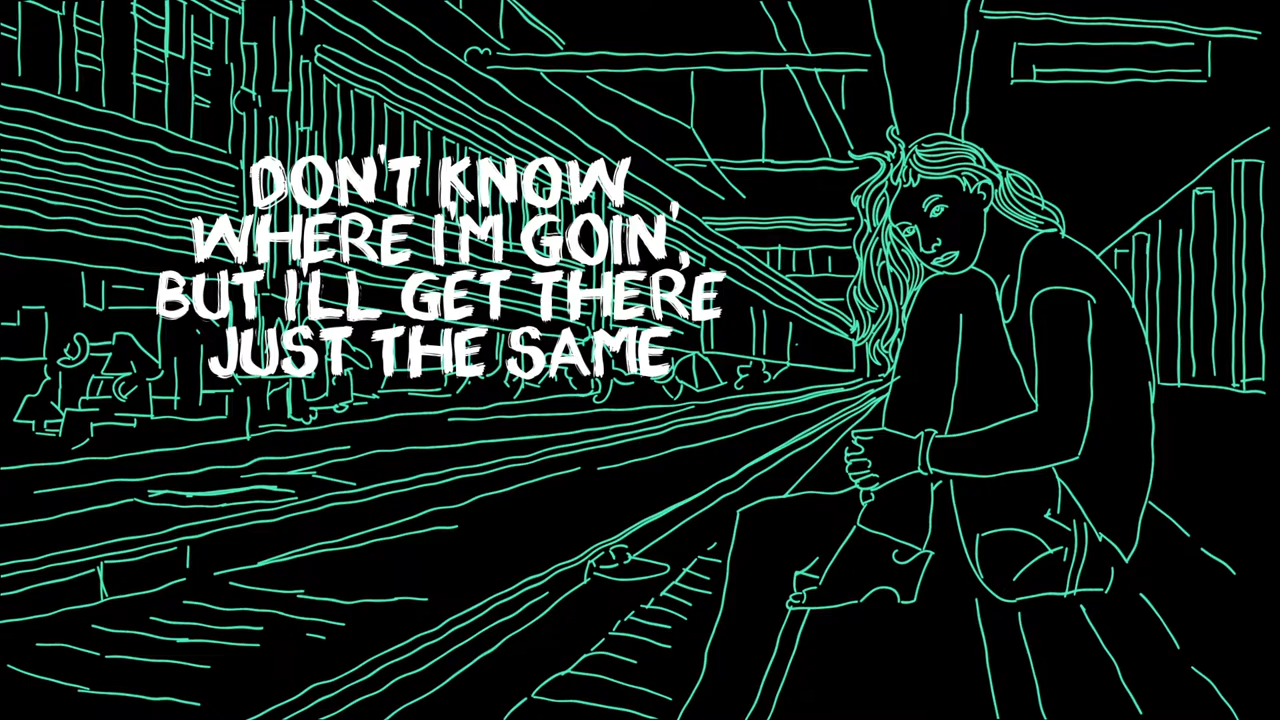 DON'T KNOW
WHERE I'M GOIN',
BUT I'LL GET THERE
JUST THE SAME